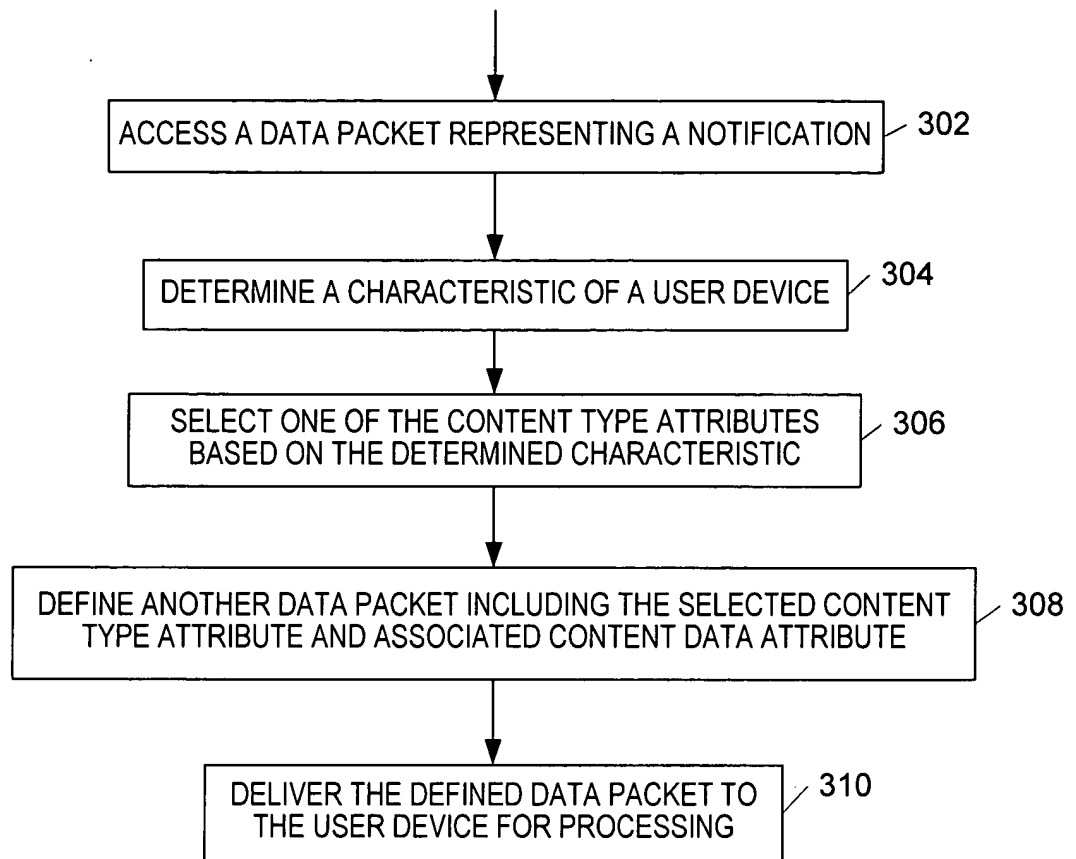 ACCESS A DATA PACKET REPRESENTING A NOTIFICATION
302
DETERMINE A CHARACTERISTIC OF A USER DEVICE
304
SELECT ONE OF THE CONTENT TYPE ATTRIBUTES
BASED ON THE DETERMINED CHARACTERISTIC
306
DEFINE ANOTHER DATA PACKET INCLUDING THE SELECTED CONTENT
TYPE ATTRIBUTE AND ASSOCIATED CONTENT DATA ATTRIBUTE
308
DELIVER THE DEFINED DATA PACKET TO
THE USER DEVICE FOR PROCESSING
310